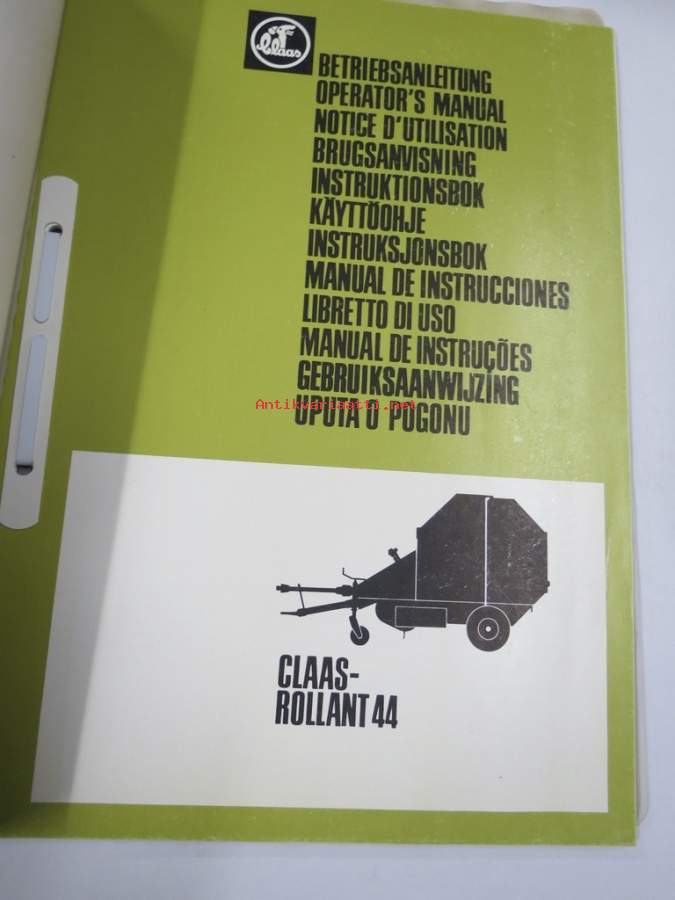 Claas
BETRIEBSANLEITUNG
OPERATOR'S MANUAL
NOTICE D'UTILISATION
BRUGSANVISNING
INSTRUKTIONSBOK
KÄYTTÖOHJE
INSTRUKSJONSBOK
MANUAL DE INSTRUCCIONES
LIBRETTO DI USO
MANUAL DE INSTRUÇÕES
GEBRUIKSAANWIJZING
Antikvariaatti.net
UPUTA U POGONU
CLAAS-
ROLLANT 44